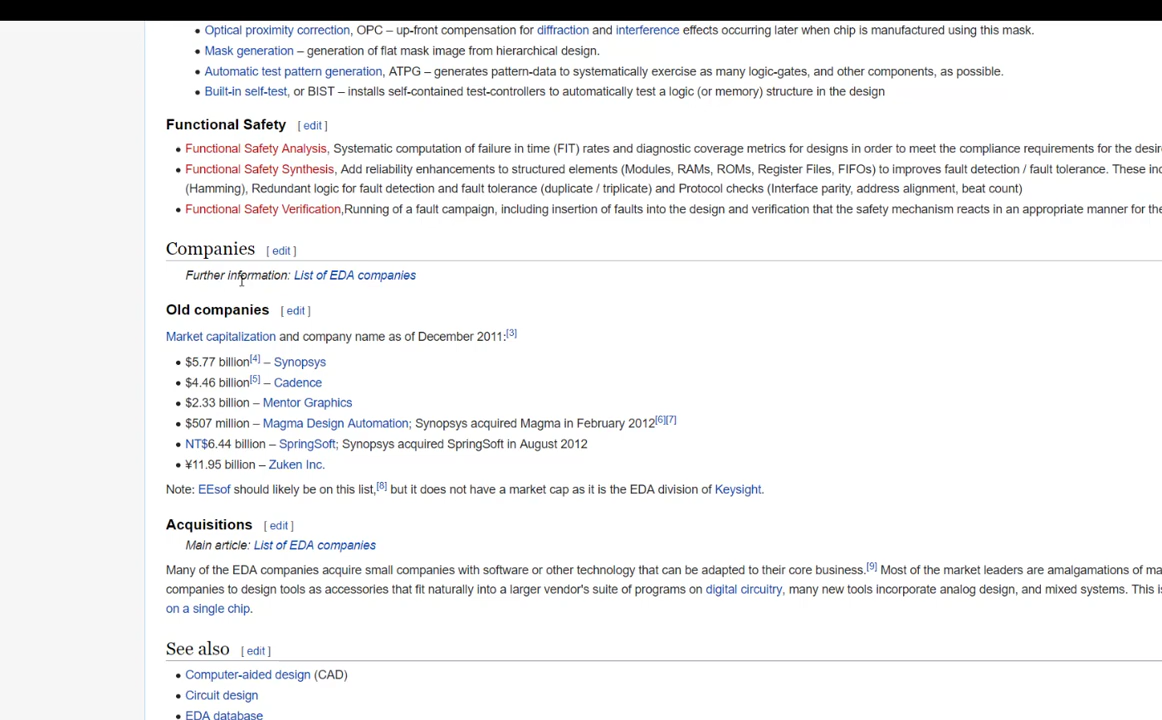 • Optical proximity correction, OPC – up-front compensation for diffraction and interference effects occurring later when chip is manufactured using this mask.
• Mask generation – generation of flat mask image from hierarchical design.
• Automatic test pattern generation, ATPG – generates pattern-data to systematically exercise as many logic-gates, and other components, as possible.
• Built-in self-test, or BIST – installs self-contained test-controllers to automatically test a logic (or memory) structure in the design
Functional Safety [ edit ]
• Functional Safety Analysis, Systematic computation of failure in time (FIT) rates and diagnostic coverage metrics for designs in order to meet the compliance requirements for the desir
• Functional Safety Synthesis, Add reliability enhancements to structured elements (Modules, RAMs, ROMs, Register Files, FIFOs) to improves fault detection / fault tolerance. These inc
(Hamming), Redundant logic for fault detection and fault tolerance (duplicate / triplicate) and Protocol checks (Interface parity, address alignment, beat count)
• Functional Safety Verification,Running of a fault campaign, including insertion of faults into the design and verification that the safety mechanism reacts in an appropriate manner for the
Companies [ edit ]
Further information: List of EDA companies
Old companies [ edit ]
Market capitalization and company name as of December 2011:[3]
• $5.77 billion[4] – Synopsys
• $4.46 billion[5] – Cadence
• $2.33 billion – Mentor Graphics
• $507 million – Magma Design Automation; Synopsys acquired Magma in February 2012[6][7]
• NT$6.44 billion – SpringSoft; Synopsys acquired SpringSoft in August 2012
• ¥11.95 billion – Zuken Inc.
Note: EEsof should likely be on this list,[8] but it does not have a market cap as it is the EDA division of Keysight.
Acquisitions [ edit ]
Main article: List of EDA companies
Many of the EDA companies acquire small companies with software or other technology that can be adapted to their core business.[9] Most of the market leaders are amalgamations of ma
companies to design tools as accessories that fit naturally into a larger vendor's suite of programs on digital circuitry, many new tools incorporate analog design, and mixed systems. This i
on a single chip.
See also [ edit ]
• Computer-aided design (CAD)
• Circuit design
• EDA database